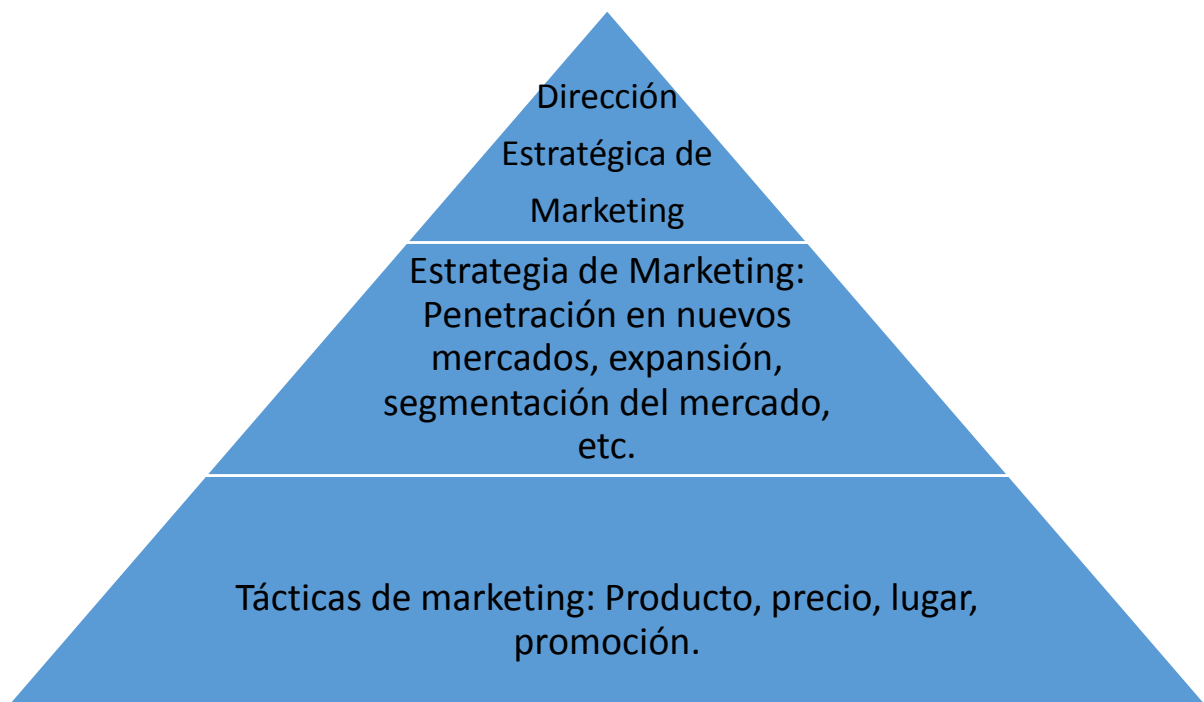 Dirección
Estratégica de
Marketing
Estrategia de Marketing:
Penetración en nuevos
mercados, expansión,
segmentación del mercado,
etc.
Tácticas de marketing: Producto, precio, lugar,
promoción.